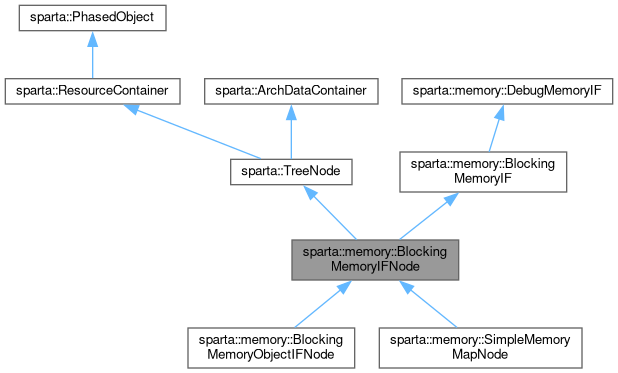 sparta::PhasedObject
sparta::ResourceContainer
sparta::ArchDataContainer
sparta::memory::DebugMemoryIF
sparta::TreeNode
sparta::memory::Blocking
MemoryIF
sparta::memory::Blocking
MemoryIFNode
sparta::memory::Blocking
MemoryObjectIFNode
sparta::memory::SimpleMemory
MapNode